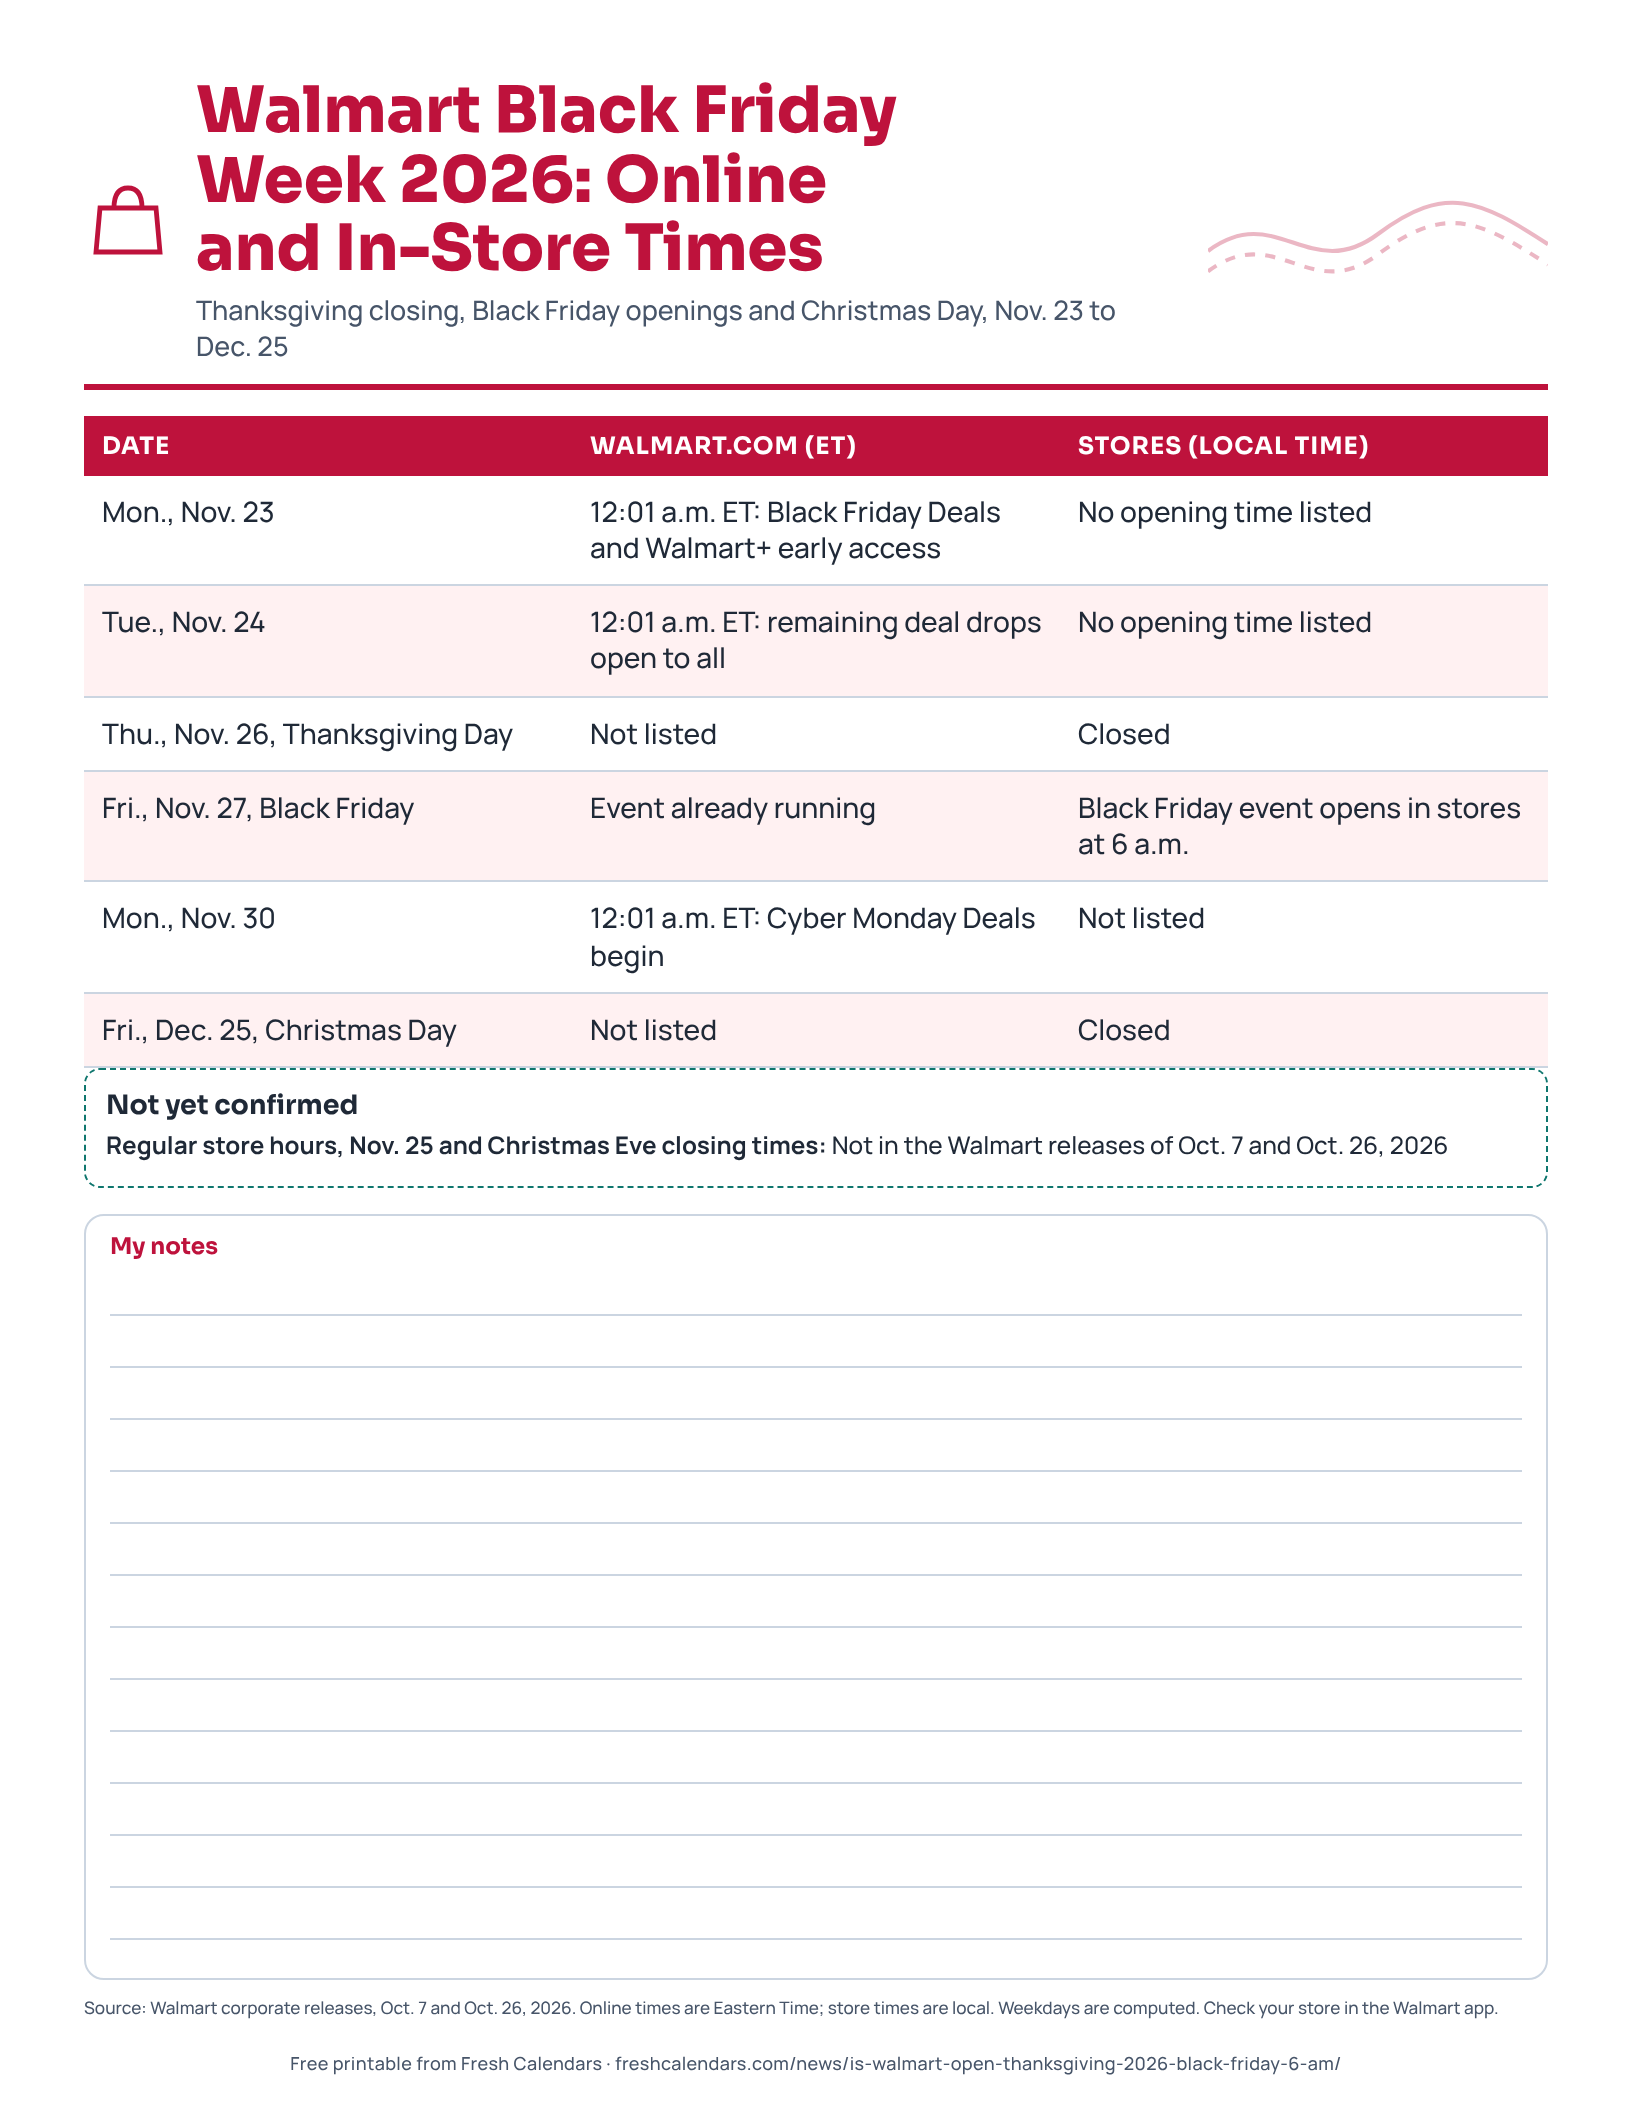 Walmart Black Friday
Week 2026: Online
and In-Store Times
Thanksgiving closing, Black Friday openings and Christmas Day, Nov. 23 to
Dec. 25
DATE WALMART.COM (ET) STORES (LOCAL TIME)
Mon., Nov. 23 12:01 a.m. ET: Black Friday Deals No opening time listed
and Walmart+ early access
Tue., Nov. 24 12:01 a.m. ET: remaining deal drops No opening time listed
open to all
Thu., Nov. 26, Thanksgiving Day Not listed Closed
Fri., Nov. 27, Black Friday Event already running Black Friday event opens in stores
at 6 a.m.
Mon., Nov. 30 12:01 a.m. ET: Cyber Monday Deals Not listed
begin
Fri., Dec. 25, Christmas Day Not listed Closed
Not yet confirmed
Regular store hours, Nov. 25 and Christmas Eve closing times: Not in the Walmart releases of Oct. 7 and Oct. 26, 2026
My notes
Source: Walmart corporate releases, Oct. 7 and Oct. 26, 2026. Online times are Eastern Time; store times are local. Weekdays are computed. Check your store in the Walmart app.
Free printable from Fresh Calendars · freshcalendars.com/news/is-walmart-open-thanksgiving-2026-black-friday-6-am/